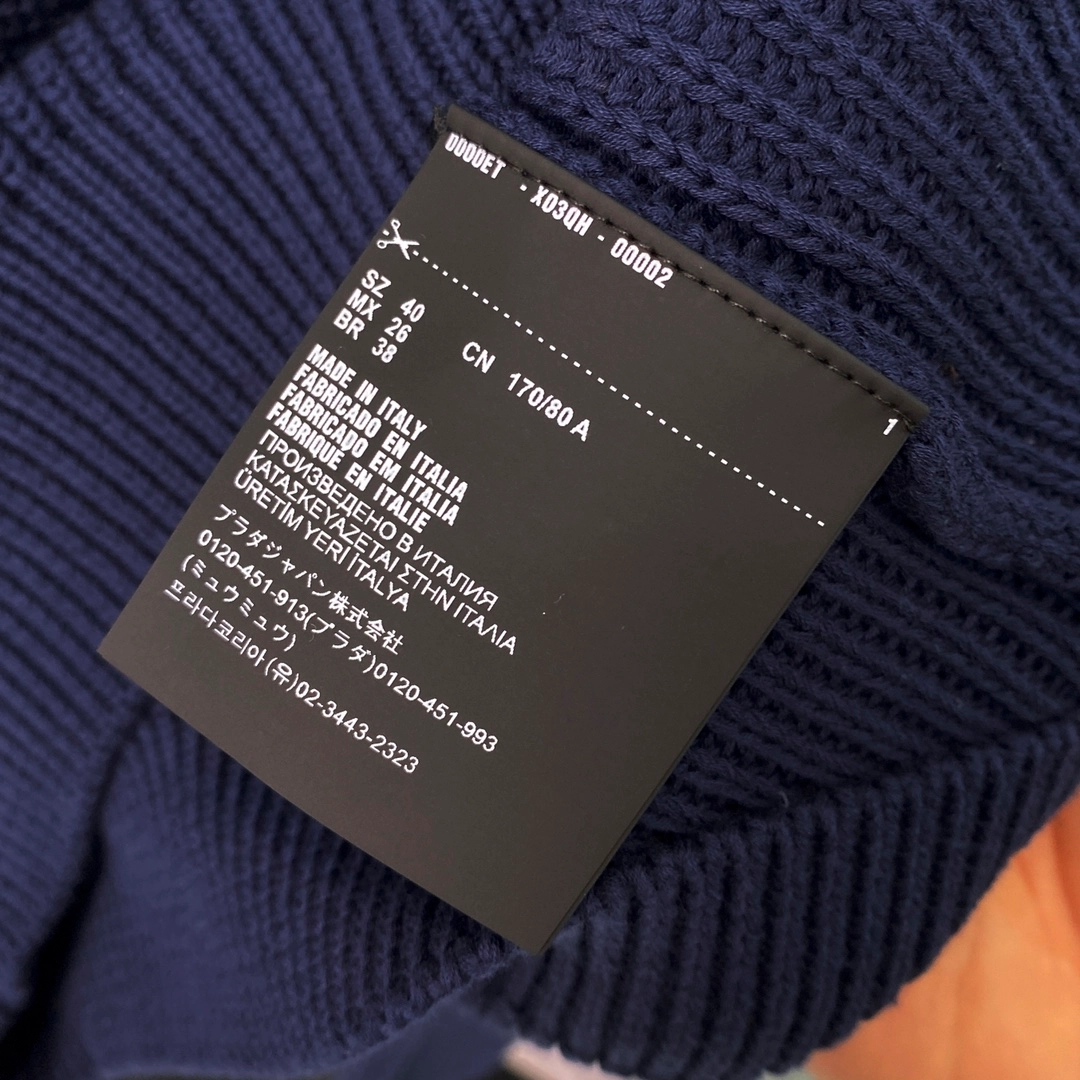 DDDDET - XD3QH - 00002
SZ 40
MX 26
BR 38
CN 170/80 A
1
MADE IN ITALY
FABRICADO EN ITALIA
FABRICADO EM ITALIA
FABRIQUE EN ITALIE
ПРОИЗВЕДЕНО В ИТАЛИЯ
ΚΑΤΑΣΚΕΥΑΖΕΤΑΙ ΣΤΗΝ ΙΤΑΛΙΑ
ÜRETİM YERİ İTALYA
プラダジャパン株式会社
0120-451-913(プラダ)0120-451-993
(ミュウミュウ)
프라다코리아(유)02-3443-2323